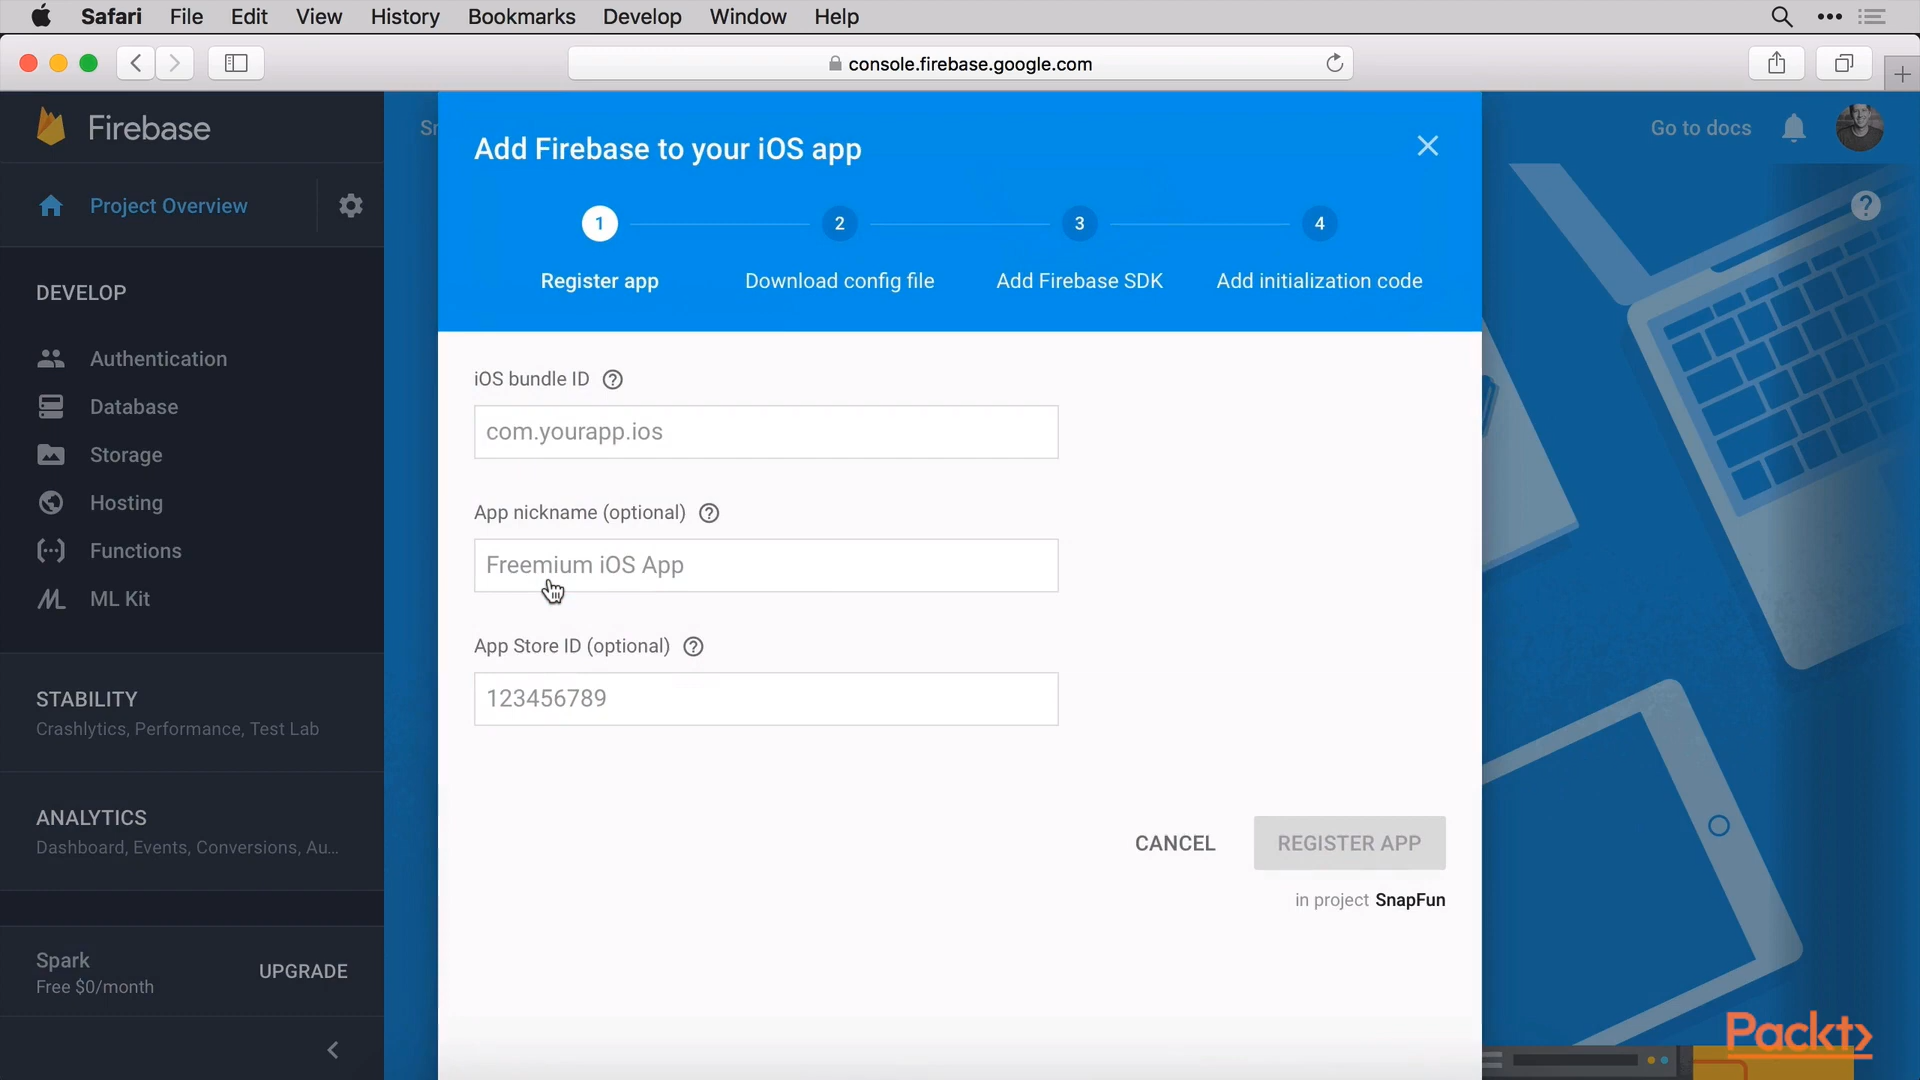 Safari File Edit View History Bookmarks Develop Window Help
console.firebase.google.com
Firebase
Go to docs
Add Firebase to your iOS app
Project Overview
1 2 3 4
Register app Download config file Add Firebase SDK Add initialization code
DEVELOP
Authentication
Database
Storage
Hosting
Functions
ML Kit
STABILITY
Crashlytics, Performance, Test Lab
ANALYTICS
Dashboard, Events, Conversions, Au...
Spark
Free $0/month
UPGRADE
iOS bundle ID
com.yourapp.ios
App nickname (optional)
Freemium iOS App
App Store ID (optional)
123456789
CANCEL REGISTER APP
in project SnapFun
Packt